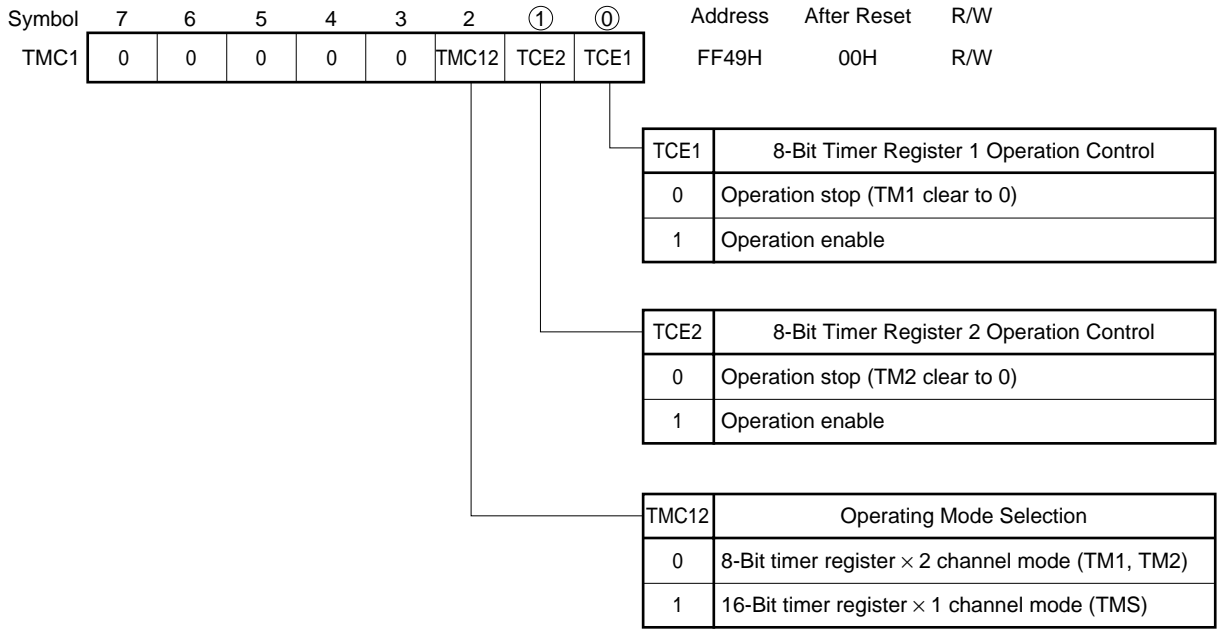 Symbol 7 6 5 4 3 2 1 0 Address After Reset R/W
TMC1 0 0 0 0 0 TMC12 TCE2 TCE1 FF49H 00H R/W
TCE1 8-Bit Timer Register 1 Operation Control
0 Operation stop (TM1 clear to 0)
1 Operation enable
TCE2 8-Bit Timer Register 2 Operation Control
0 Operation stop (TM2 clear to 0)
1 Operation enable
TMC12 Operating Mode Selection
0 8-Bit timer register × 2 channel mode (TM1, TM2)
1 16-Bit timer register × 1 channel mode (TMS)